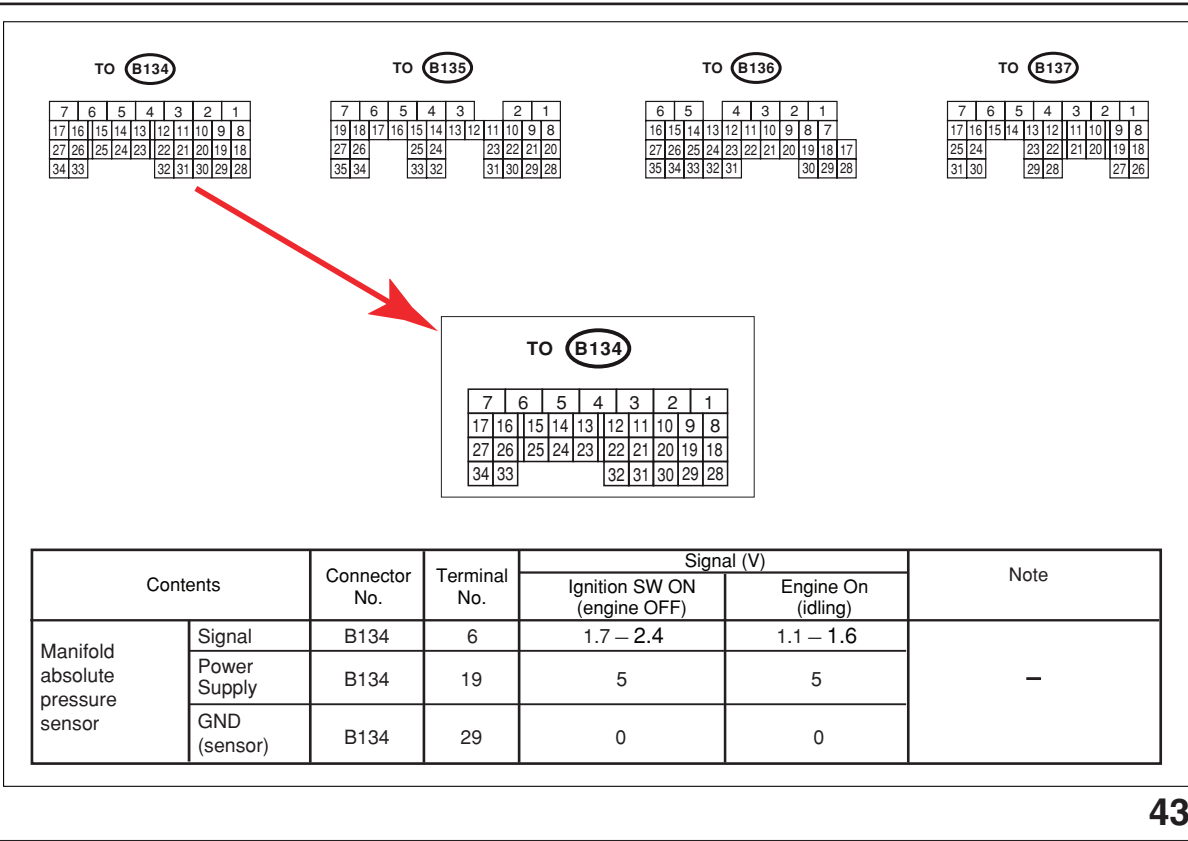 TO B134 TO B135 TO B136 TO B137
7 6 5 4 3 2 1 7 6 5 4 3 2 1 6 5 4 3 2 1 7 6 5 4 3 2 1
17 16 15 14 13 12 11 10 9 8 19 18 17 16 15 14 13 12 11 10 9 8 16 15 14 13 12 11 10 9 8 7 17 16 15 14 13 12 11 10 9 8
27 26 25 24 23 22 21 20 19 18 27 26 25 24 23 22 21 20 27 26 25 24 23 22 21 20 19 18 17 25 24 23 22 21 20 19 18
34 33 32 31 30 29 28 35 34 33 32 31 30 29 28 35 34 33 32 31 30 29 28 31 30 29 28 27 26
TO B134
7 6 5 4 3 2 1
17 16 15 14 13 12 11 10 9 8
27 26 25 24 23 22 21 20 19 18
34 33 32 31 30 29 28
Contents Connector No. Terminal No. Signal (V) Note
Ignition SW ON (engine OFF) Engine On (idling)
Manifold absolute pressure sensor
Signal B134 6 1.7 – 2.4 1.1 – 1.6
Power Supply B134 19 5 5 –
GND (sensor) B134 29 0 0
43